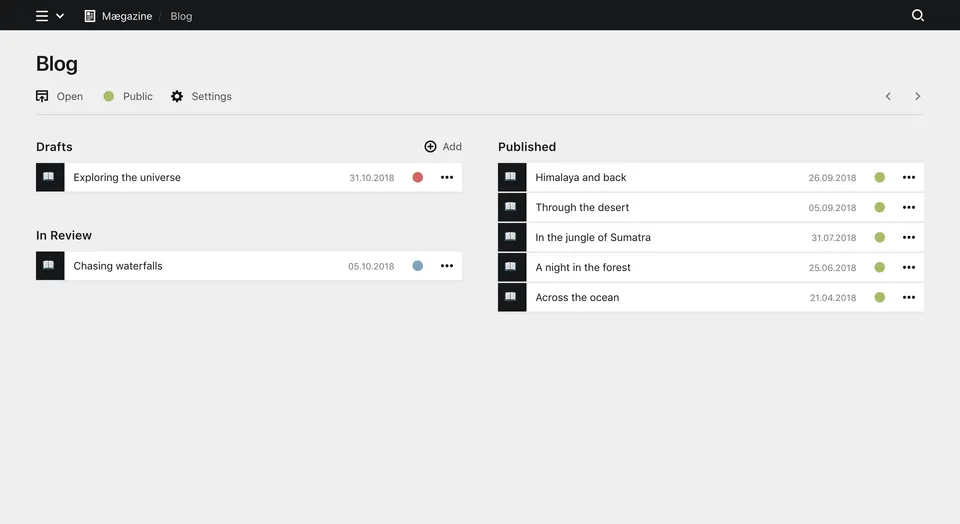 Mægazine / Blog
Blog
Open Public Settings
Drafts Add
Exploring the universe 31.10.2018
In Review
Chasing waterfalls 05.10.2018
Published
Himalaya and back 26.09.2018
Through the desert 05.09.2018
In the jungle of Sumatra 31.07.2018
A night in the forest 25.06.2018
Across the ocean 21.04.2018